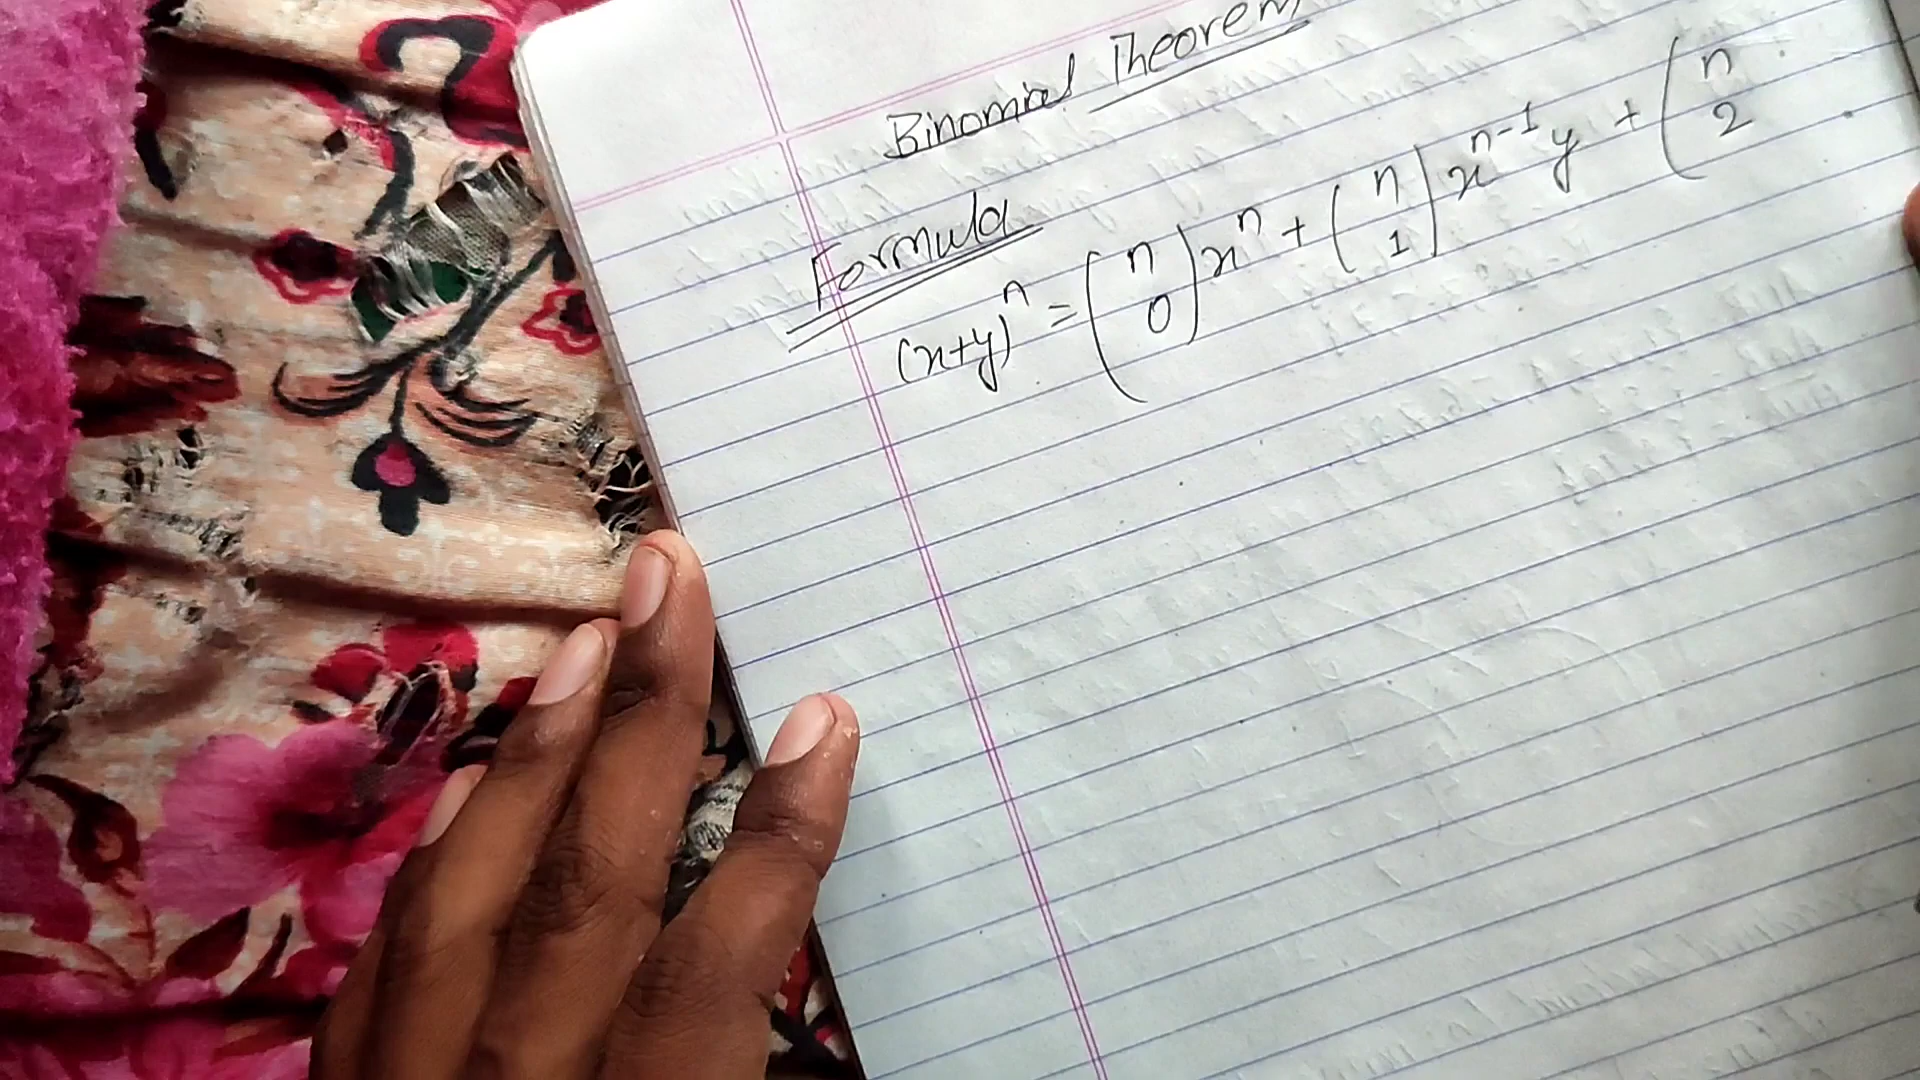 Binomial Theorem
Formula
(x+y)^n = (n 0) x^n + (n 1) x^{n-1} y + (n 2